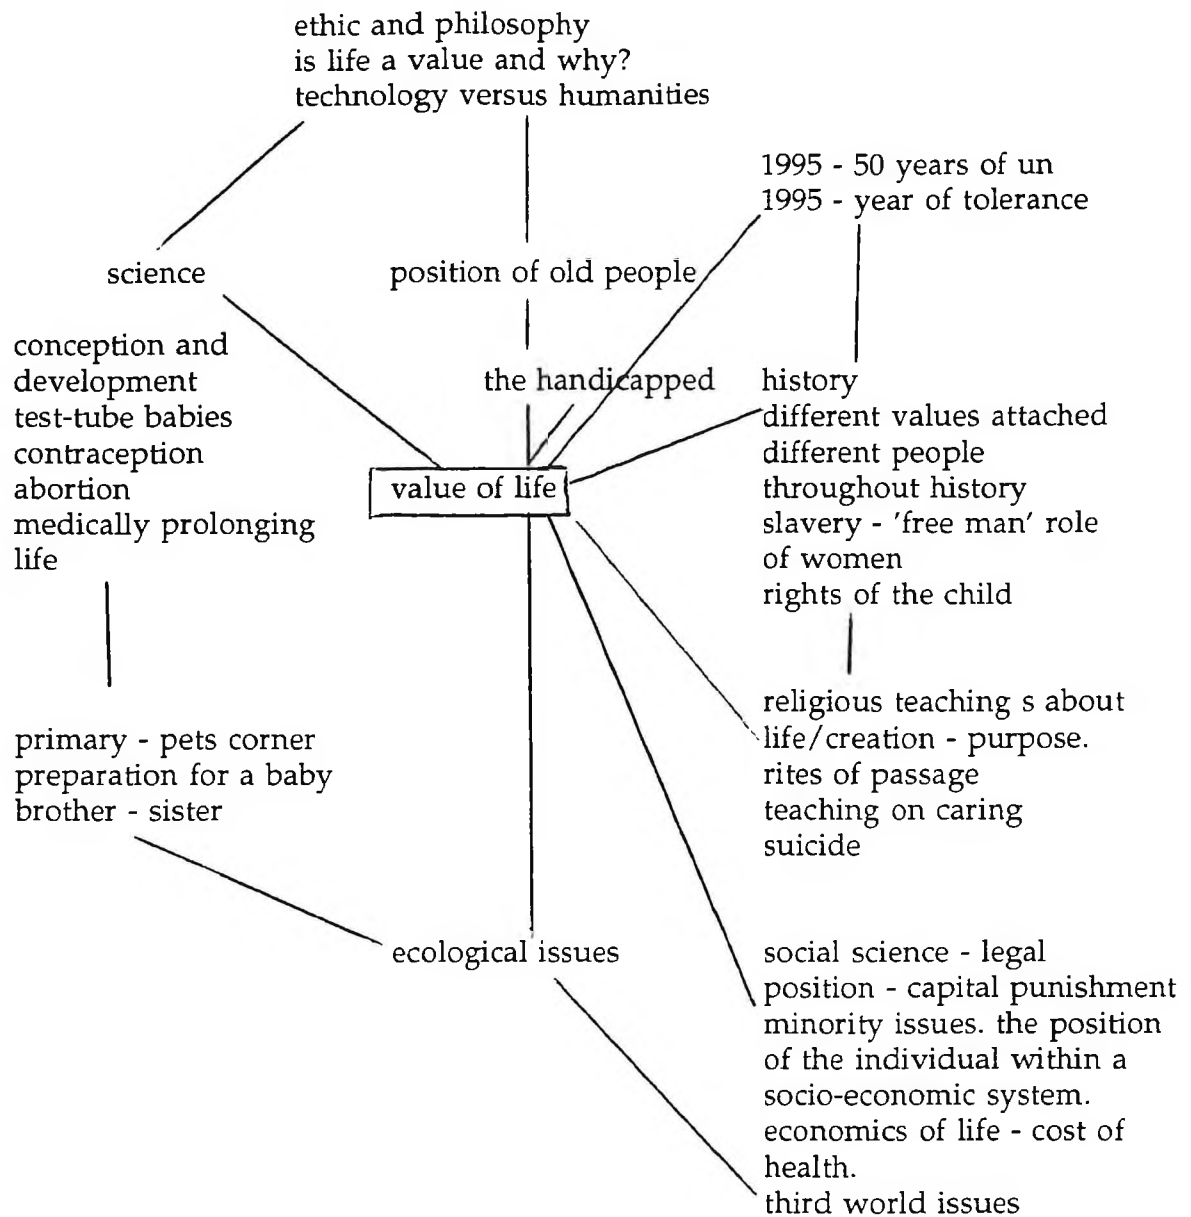 ethic and philosophy
is life a value and why?
technology versus humanities
1995 - 50 years of un
1995 - year of tolerance
science
position of old people
conception and
development
test-tube babies
contraception
abortion
medically prolonging
life
the handicapped
value of life
history
different values attached
different people
throughout history
slavery - 'free man' role
of women
rights of the child
primary - pets corner
preparation for a baby
brother - sister
religious teaching s about
life/creation - purpose.
rites of passage
teaching on caring
suicide
ecological issues
social science - legal
position - capital punishment
minority issues. the position
of the individual within a
socio-economic system.
economics of life - cost of
health.
third world issues